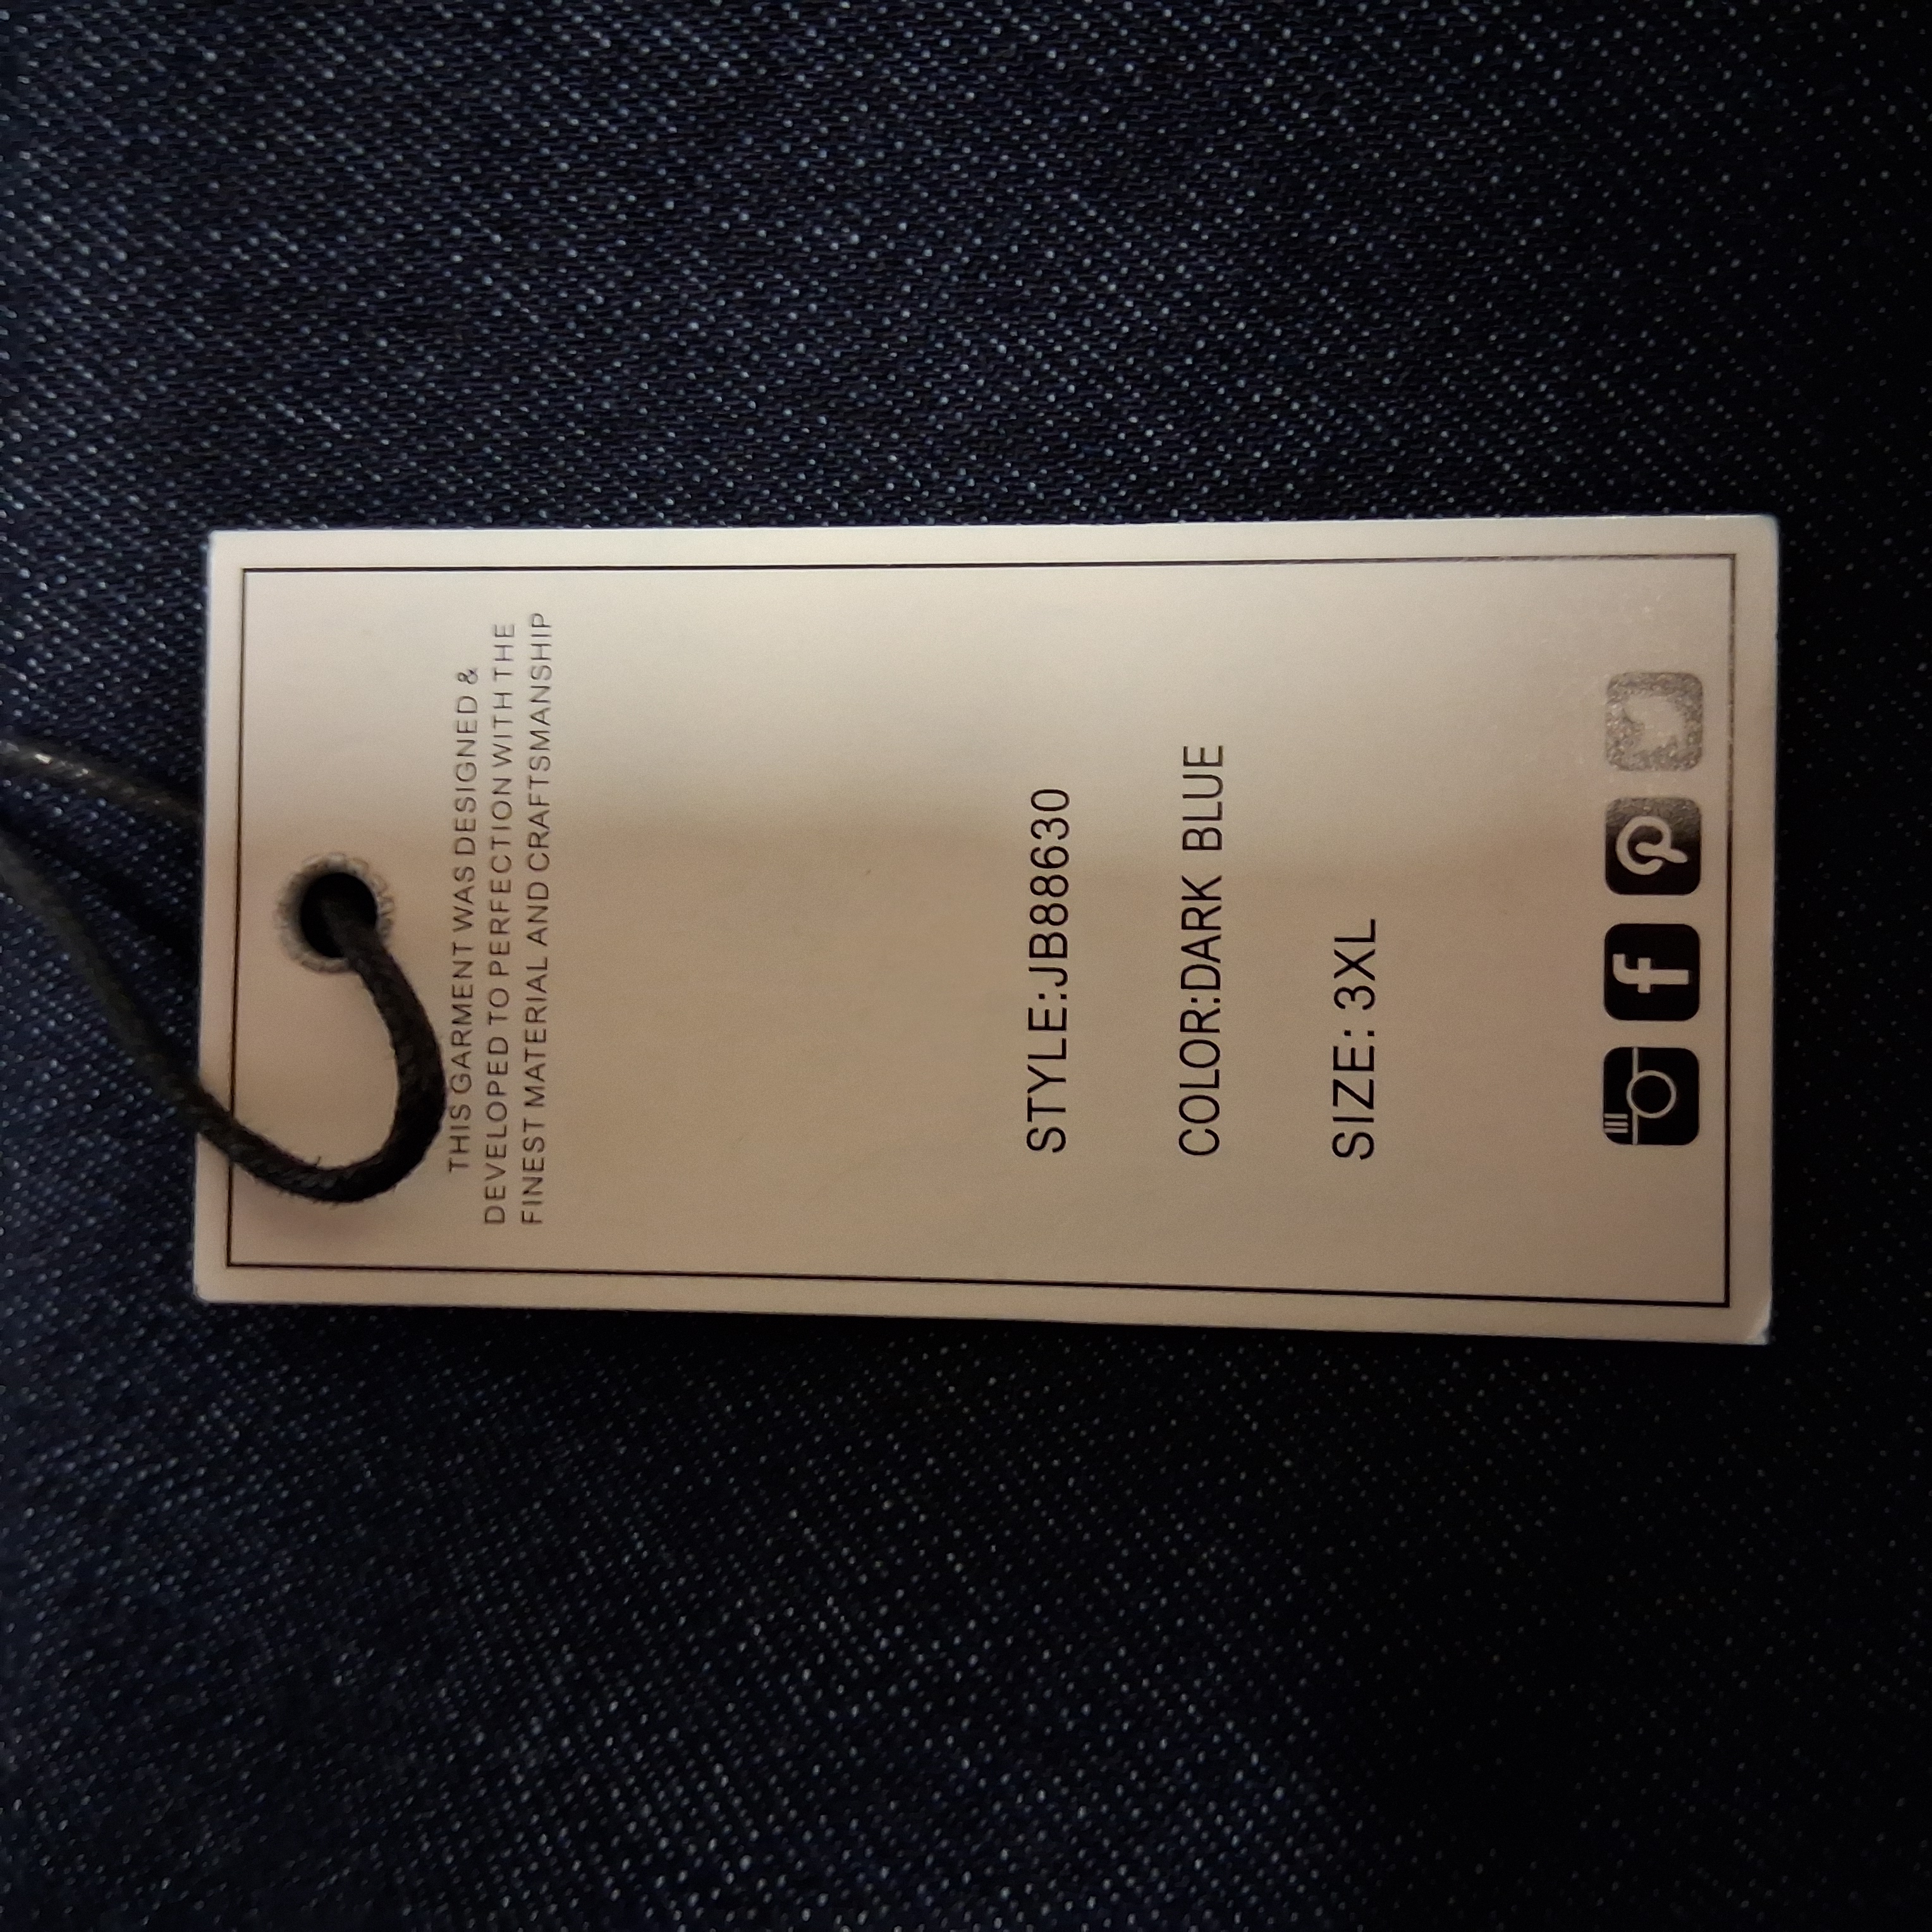 THIS GARMENT WAS DESIGNED &
DEVELOPED TO PERFECTION WITH THE
FINEST MATERIAL AND CRAFTSMANSHIP
STYLE:JB88630
COLOR:DARK BLUE
SIZE: 3XL